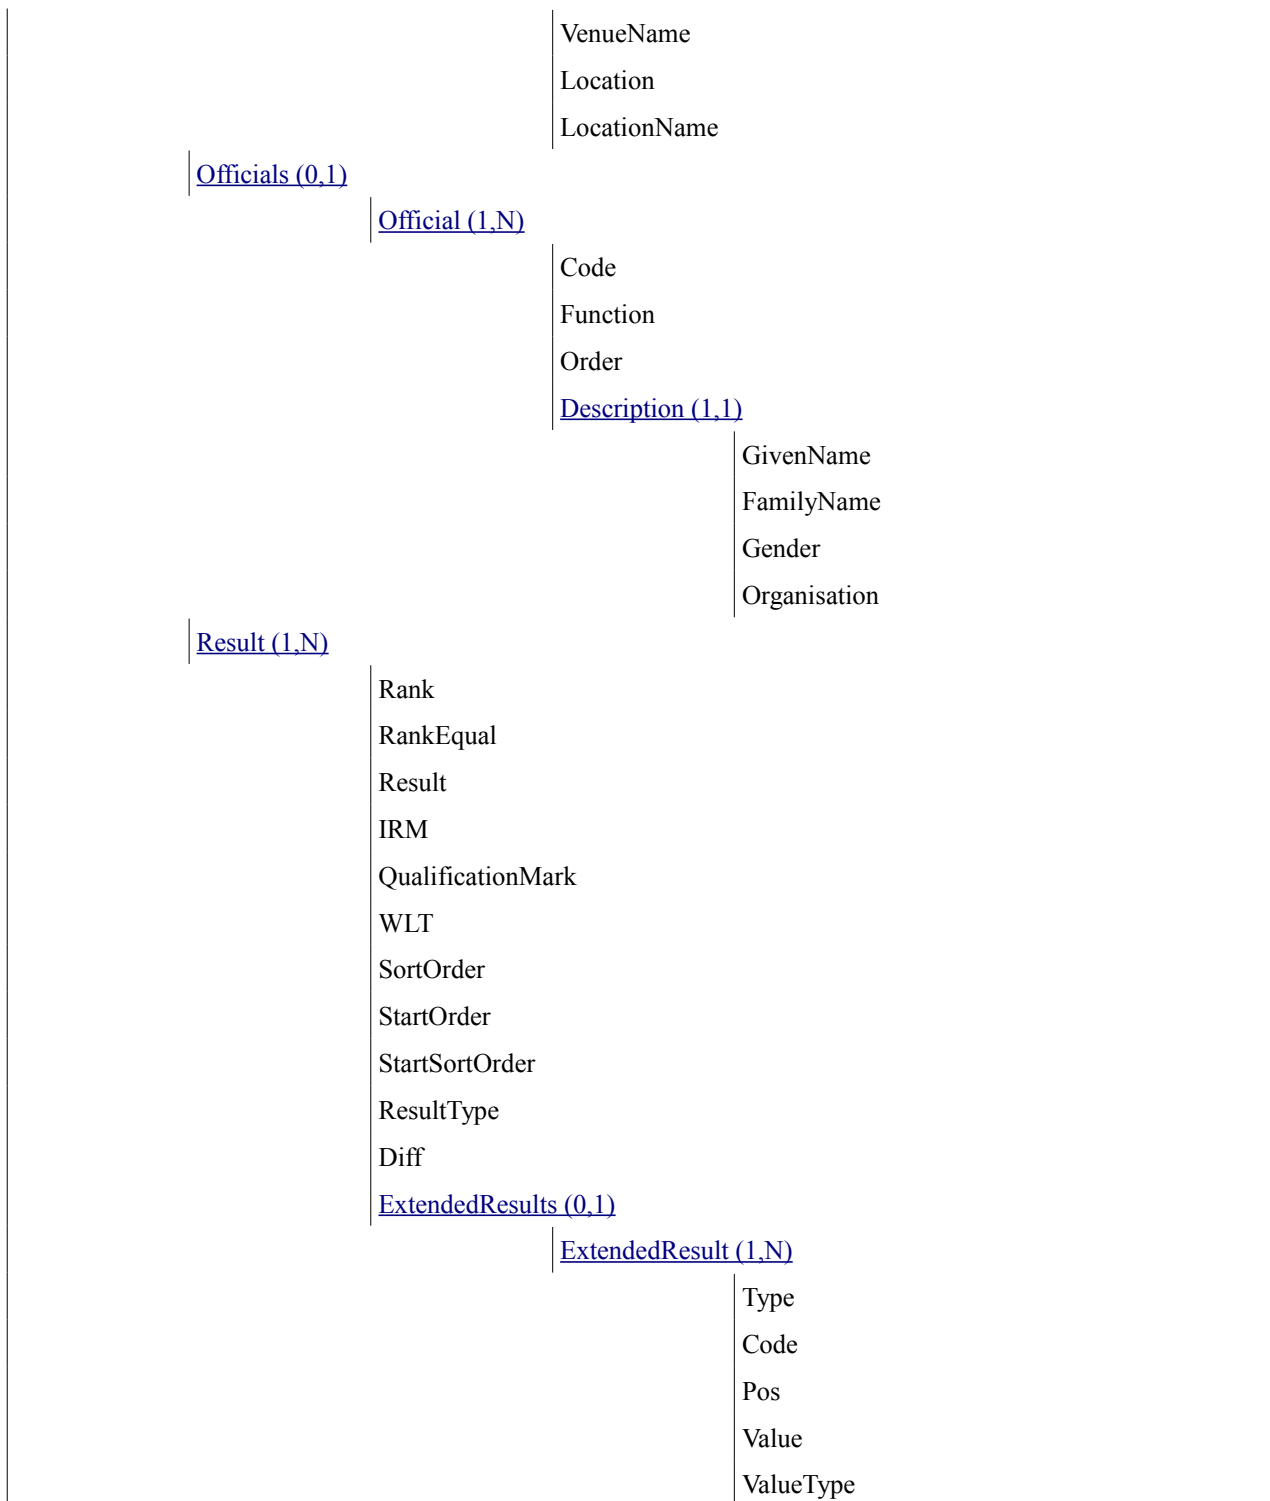 VenueName
Location
LocationName
Officials (0,1)
Official (1,N)
Code
Function
Order
Description (1,1)
GivenName
FamilyName
Gender
Organisation
Result (1,N)
Rank
RankEqual
Result
IRM
QualificationMark
WLT
SortOrder
StartOrder
StartSortOrder
ResultType
Diff
ExtendedResults (0,1)
ExtendedResult (1,N)
Type
Code
Pos
Value
ValueType